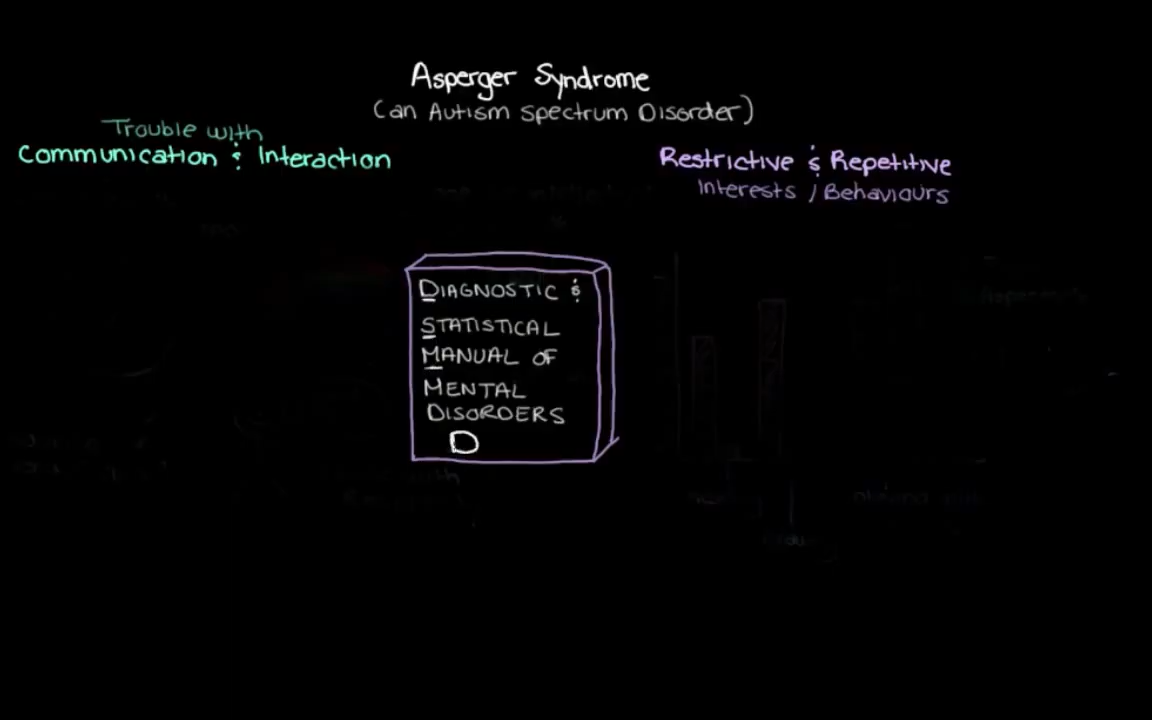 Asperger Syndrome
(an Autism Spectrum Disorder)
Trouble with
Communication & Interaction
Restrictive & Repetitive
Interests / Behaviours
DIAGNOSTIC &
STATISTICAL
MANUAL OF
MENTAL
DISORDERS
D